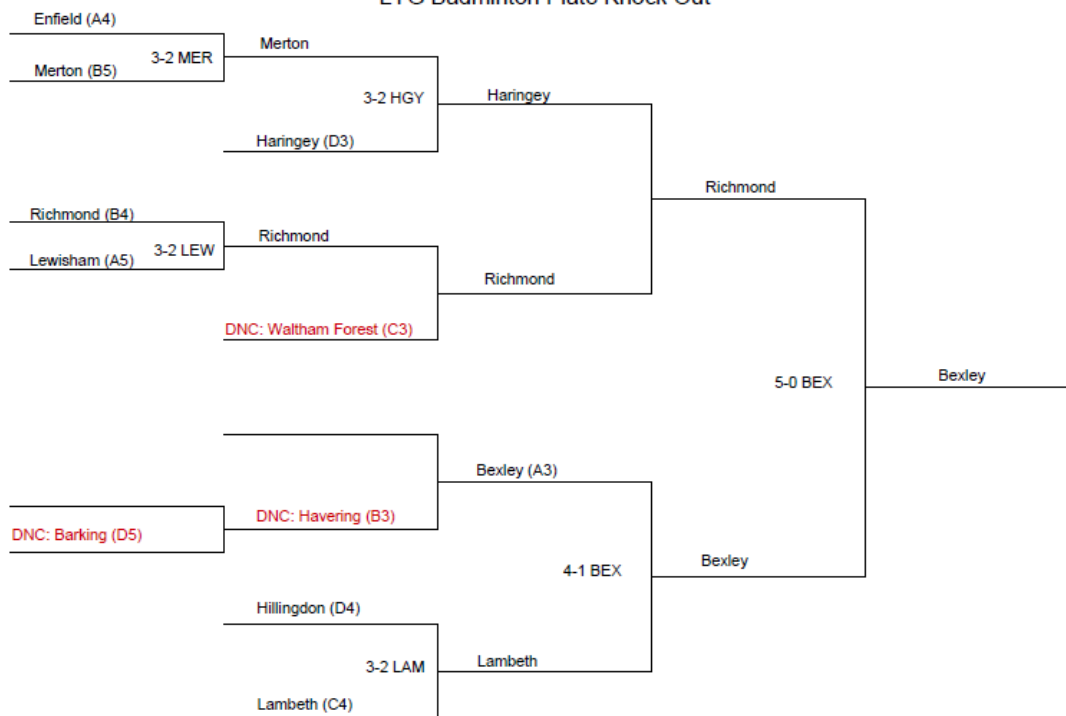 Enfield (A4)
3-2 MER
Merton (B5)
Merton
3-2 HGY
Haringey (D3)
Haringey
Richmond (B4)
3-2 LEW
Lewisham (A5)
Richmond
DNC: Waltham Forest (C3)
Richmond
Richmond
5-0 BEX
Bexley
Bexley (A3)
DNC: Havering (B3)
DNC: Barking (D5)
4-1 BEX
Bexley
Hillingdon (D4)
3-2 LAM
Lambeth
Lambeth (C4)